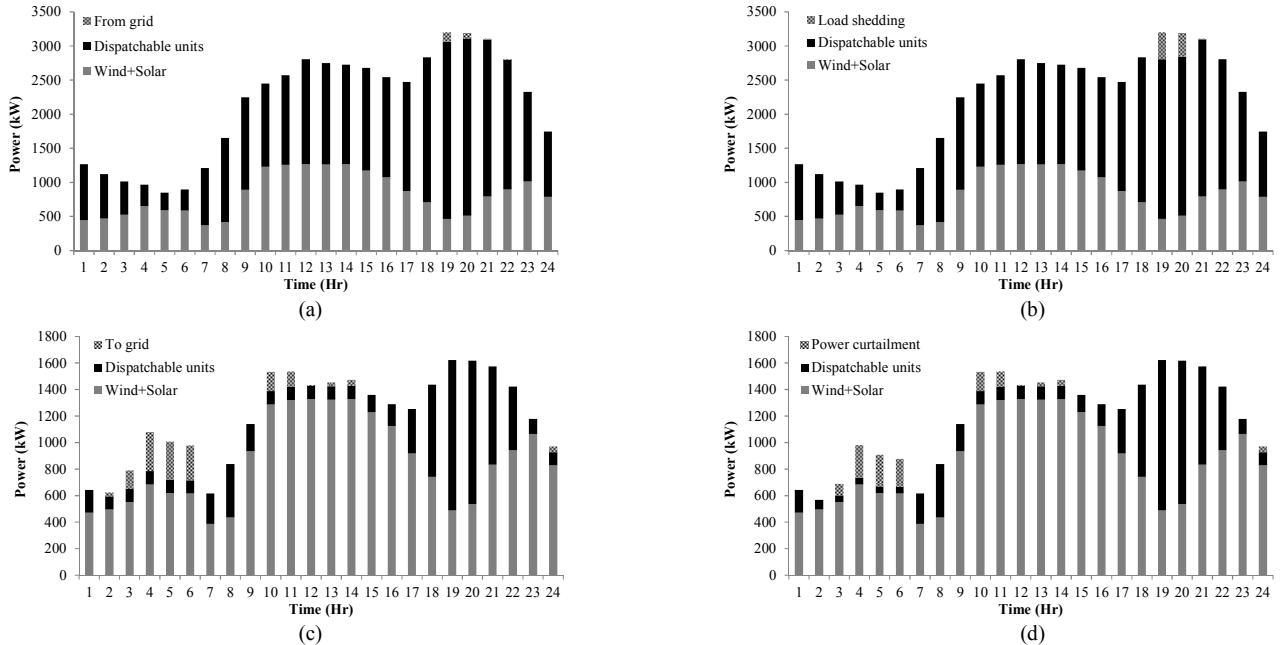 3500
3000
2500
2000
1500
1000
500
0
Power (kW)
From grid
Dispatchable units
Wind+Solar
1 2 3 4 5 6 7 8 9 10 11 12 13 14 15 16 17 18 19 20 21 22 23 24
Time (Hr)
(a)
3500
3000
2500
2000
1500
1000
500
0
Power (kW)
Load shedding
Dispatchable units
Wind+Solar
1 2 3 4 5 6 7 8 9 10 11 12 13 14 15 16 17 18 19 20 21 22 23 24
Time (Hr)
(b)
1800
1600
1400
1200
1000
800
600
400
200
0
Power (kW)
To grid
Dispatchable units
Wind+Solar
1 2 3 4 5 6 7 8 9 10 11 12 13 14 15 16 17 18 19 20 21 22 23 24
Time (Hr)
(c)
1800
1600
1400
1200
1000
800
600
400
200
0
Power (kW)
Power curtailment
Dispatchable units
Wind+Solar
1 2 3 4 5 6 7 8 9 10 11 12 13 14 15 16 17 18 19 20 21 22 23 24
Time (Hr)
(d)